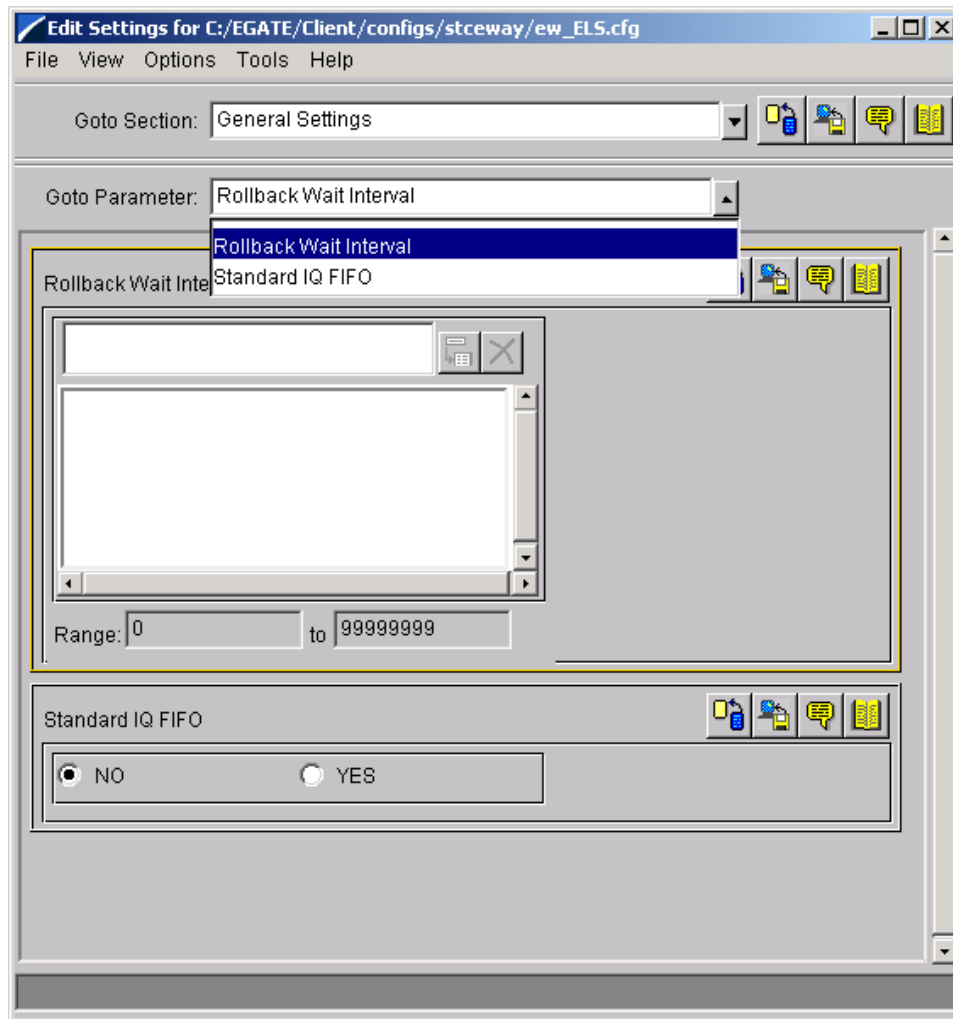 Edit Settings for C:/EGATE/Client/configs/stceway/ew_ELS.cfg
File View Options Tools Help
Goto Section: General Settings
Goto Parameter: Rollback Wait Interval
Rollback Wait Interval
Standard IQ FIFO
Rollback Wait Inte
Range: 0 to 99999999
Standard IQ FIFO
NO YES